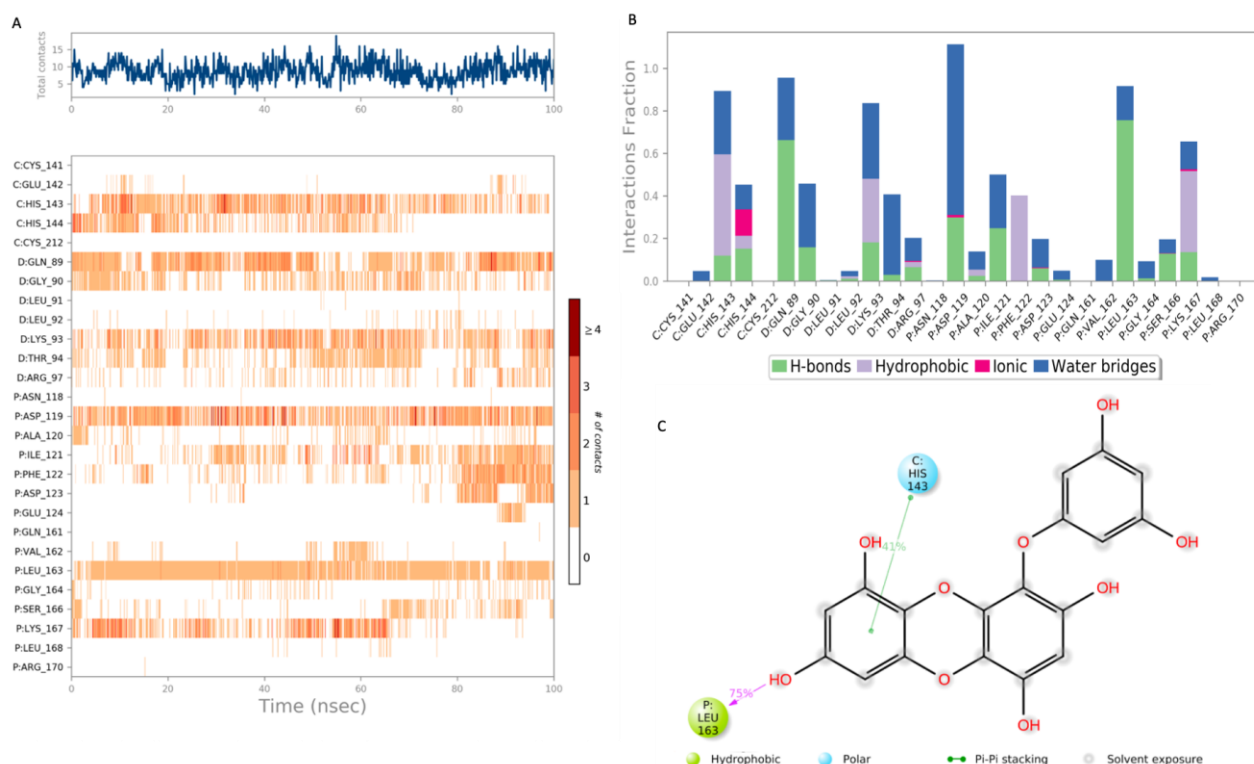 A
Total contacts
15
10
5
0
20
40
60
80
100
C:CYS_141
C:GLU_142
C:HIS_143
C:HIS_144
C:CYS_212
D:GLN_89
D:GLY_90
D:LEU_91
D:LEU_92
D:LYS_93
D:THR_94
D:ARG_97
P:ASN_118
P:ASP_119
P:ALA_120
P:ILE_121
P:PHE_122
P:ASP_123
P:GLU_124
P:GLN_161
P:VAL_162
P:LEU_163
P:GLY_164
P:SER_166
P:LYS_167
P:LEU_168
P:ARG_170
0
20
40
60
80
100
Time (nsec)
≥4
3
2
1
0
# of contacts
B
Interactions Fraction
1.0
0.8
0.6
0.4
0.2
0.0
C:CYS_141
C:GLU_142
C:HIS_143
C:HIS_144
C:CYS_212
D:GLN_89
D:GLY_90
D:LEU_91
D:LEU_92
D:LYS_93
D:THR_94
D:ARG_97
P:ASN_118
P:ASP_119
P:ALA_120
P:ILE_121
P:PHE_122
P:ASP_123
P:GLU_124
P:GLN_161
P:VAL_162
P:LEU_163
P:GLY_164
P:SER_166
P:LYS_167
P:LEU_168
P:ARG_170
H-bonds Hydrophobic Ionic Water bridges
C
OH
C:
HIS
143
OH
41%
O
OH
O
OH
O
HO
75%
OH
P:
LEU
163
Hydrophobic Polar Pi-Pi stacking Solvent exposure